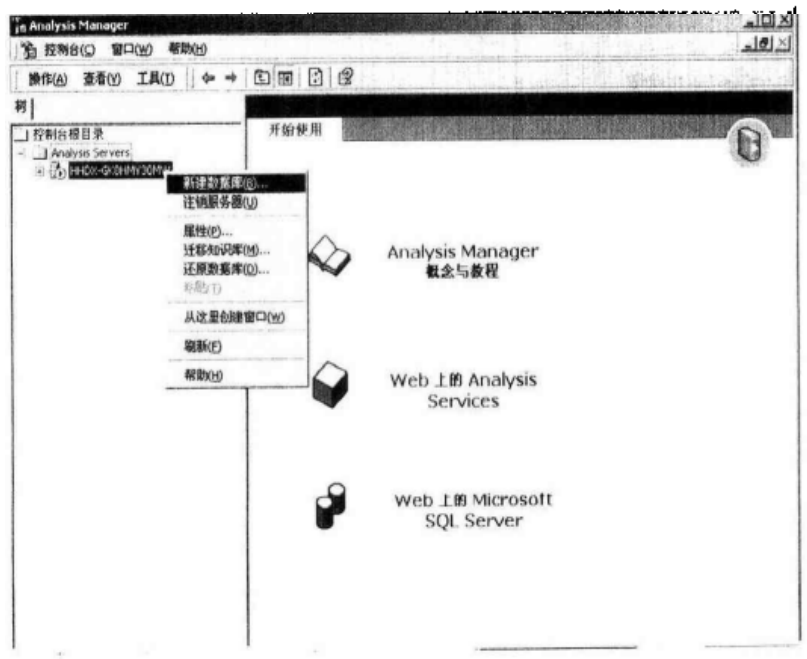 Analysis Manager
控制台(C) 窗口(W) 帮助(H)
操作(A) 查看(V) 工具(T)
树
控制台根目录
Analysis Servers
开始使用
新建数据库(B)...
注销服务器(U)
属性(P)...
迁移知识库(M)...
还原数据库(O)...
粘贴(T)
从这里创建窗口(W)
刷新(F)
帮助(H)
Analysis Manager
概念与教程
Web 上的 Analysis
Services
Web 上的 Microsoft
SQL Server